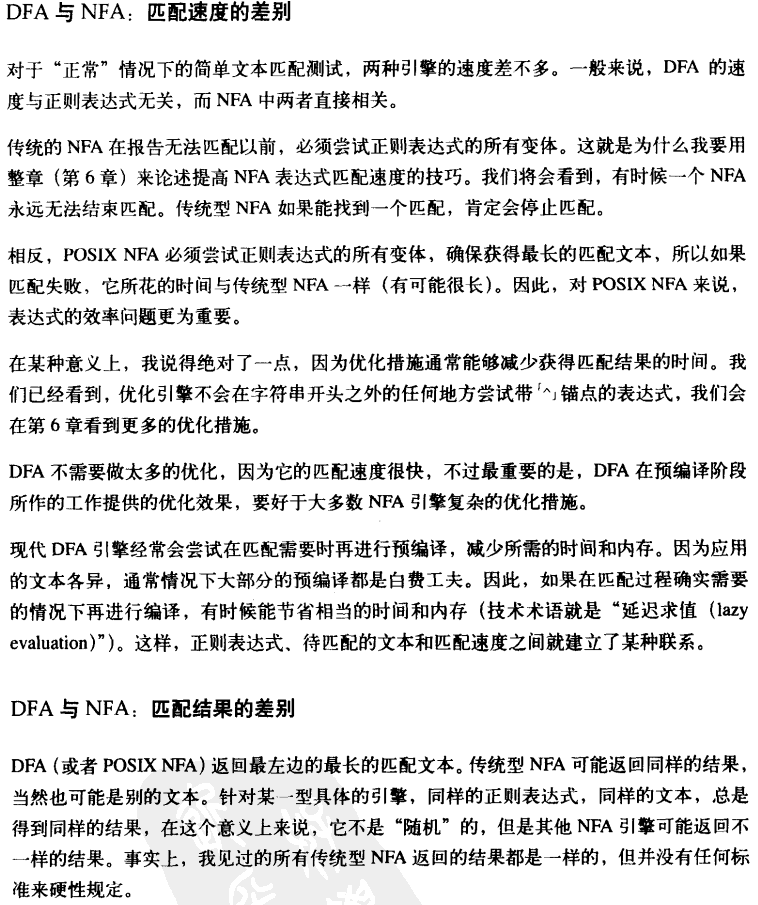 DFA 与 NFA：匹配速度的差别
对于“正常”情况下的简单文本匹配测试，两种引擎的速度差不多。一般来说，DFA 的速
度与正则表达式无关，而 NFA 中两者直接相关。
传统的 NFA 在报告无法匹配以前，必须尝试正则表达式的所有变体。这就是为什么我要用
整章（第 6 章）来论述提高 NFA 表达式匹配速度的技巧。我们将会看到，有时候一个 NFA
永远无法结束匹配。传统型 NFA 如果能找到一个匹配，肯定会停止匹配。
相反，POSIX NFA 必须尝试正则表达式的所有变体，确保获得最长的匹配文本，所以如果
匹配失败，它所花的时间与传统型 NFA 一样（有可能很长）。因此，对 POSIX NFA 来说，
表达式的效率问题更为重要。
在某种意义上，我说得绝对了一点，因为优化措施通常能够减少获得匹配结果的时间。我
们已经看到，优化引擎不会在字符串开头之外的任何地方尝试带「^」锚点的表达式，我们会
在第 6 章看到更多的优化措施。
DFA 不需要做太多的优化，因为它的匹配速度很快，不过最重要的是，DFA 在预编译阶段
所作的工作提供的优化效果，要好于大多数 NFA 引擎复杂的优化措施。
现代 DFA 引擎经常会尝试在匹配需要时再进行预编译，减少所需的时间和内存。因为应用
的文本各异，通常情况下大部分的预编译都是白费工夫。因此，如果在匹配过程确实需要
的情况下再进行编译，有时候能节省相当的时间和内存（技术术语就是“延迟求值（lazy
evaluation）”）。这样，正则表达式、待匹配的文本和匹配速度之间就建立了某种联系。
DFA 与 NFA：匹配结果的差别
DFA（或者 POSIX NFA）返回最左边的最长的匹配文本。传统型 NFA 可能返回同样的结果，
当然也可能是别的文本。针对某一型具体的引擎，同样的正则表达式，同样的文本，总是
得到同样的结果，在这个意义上来说，它不是“随机”的，但是其他 NFA 引擎可能返回不
一样的结果。事实上，我见过的所有传统型 NFA 返回的结果都是一样的，但并没有任何标
准来硬性规定。